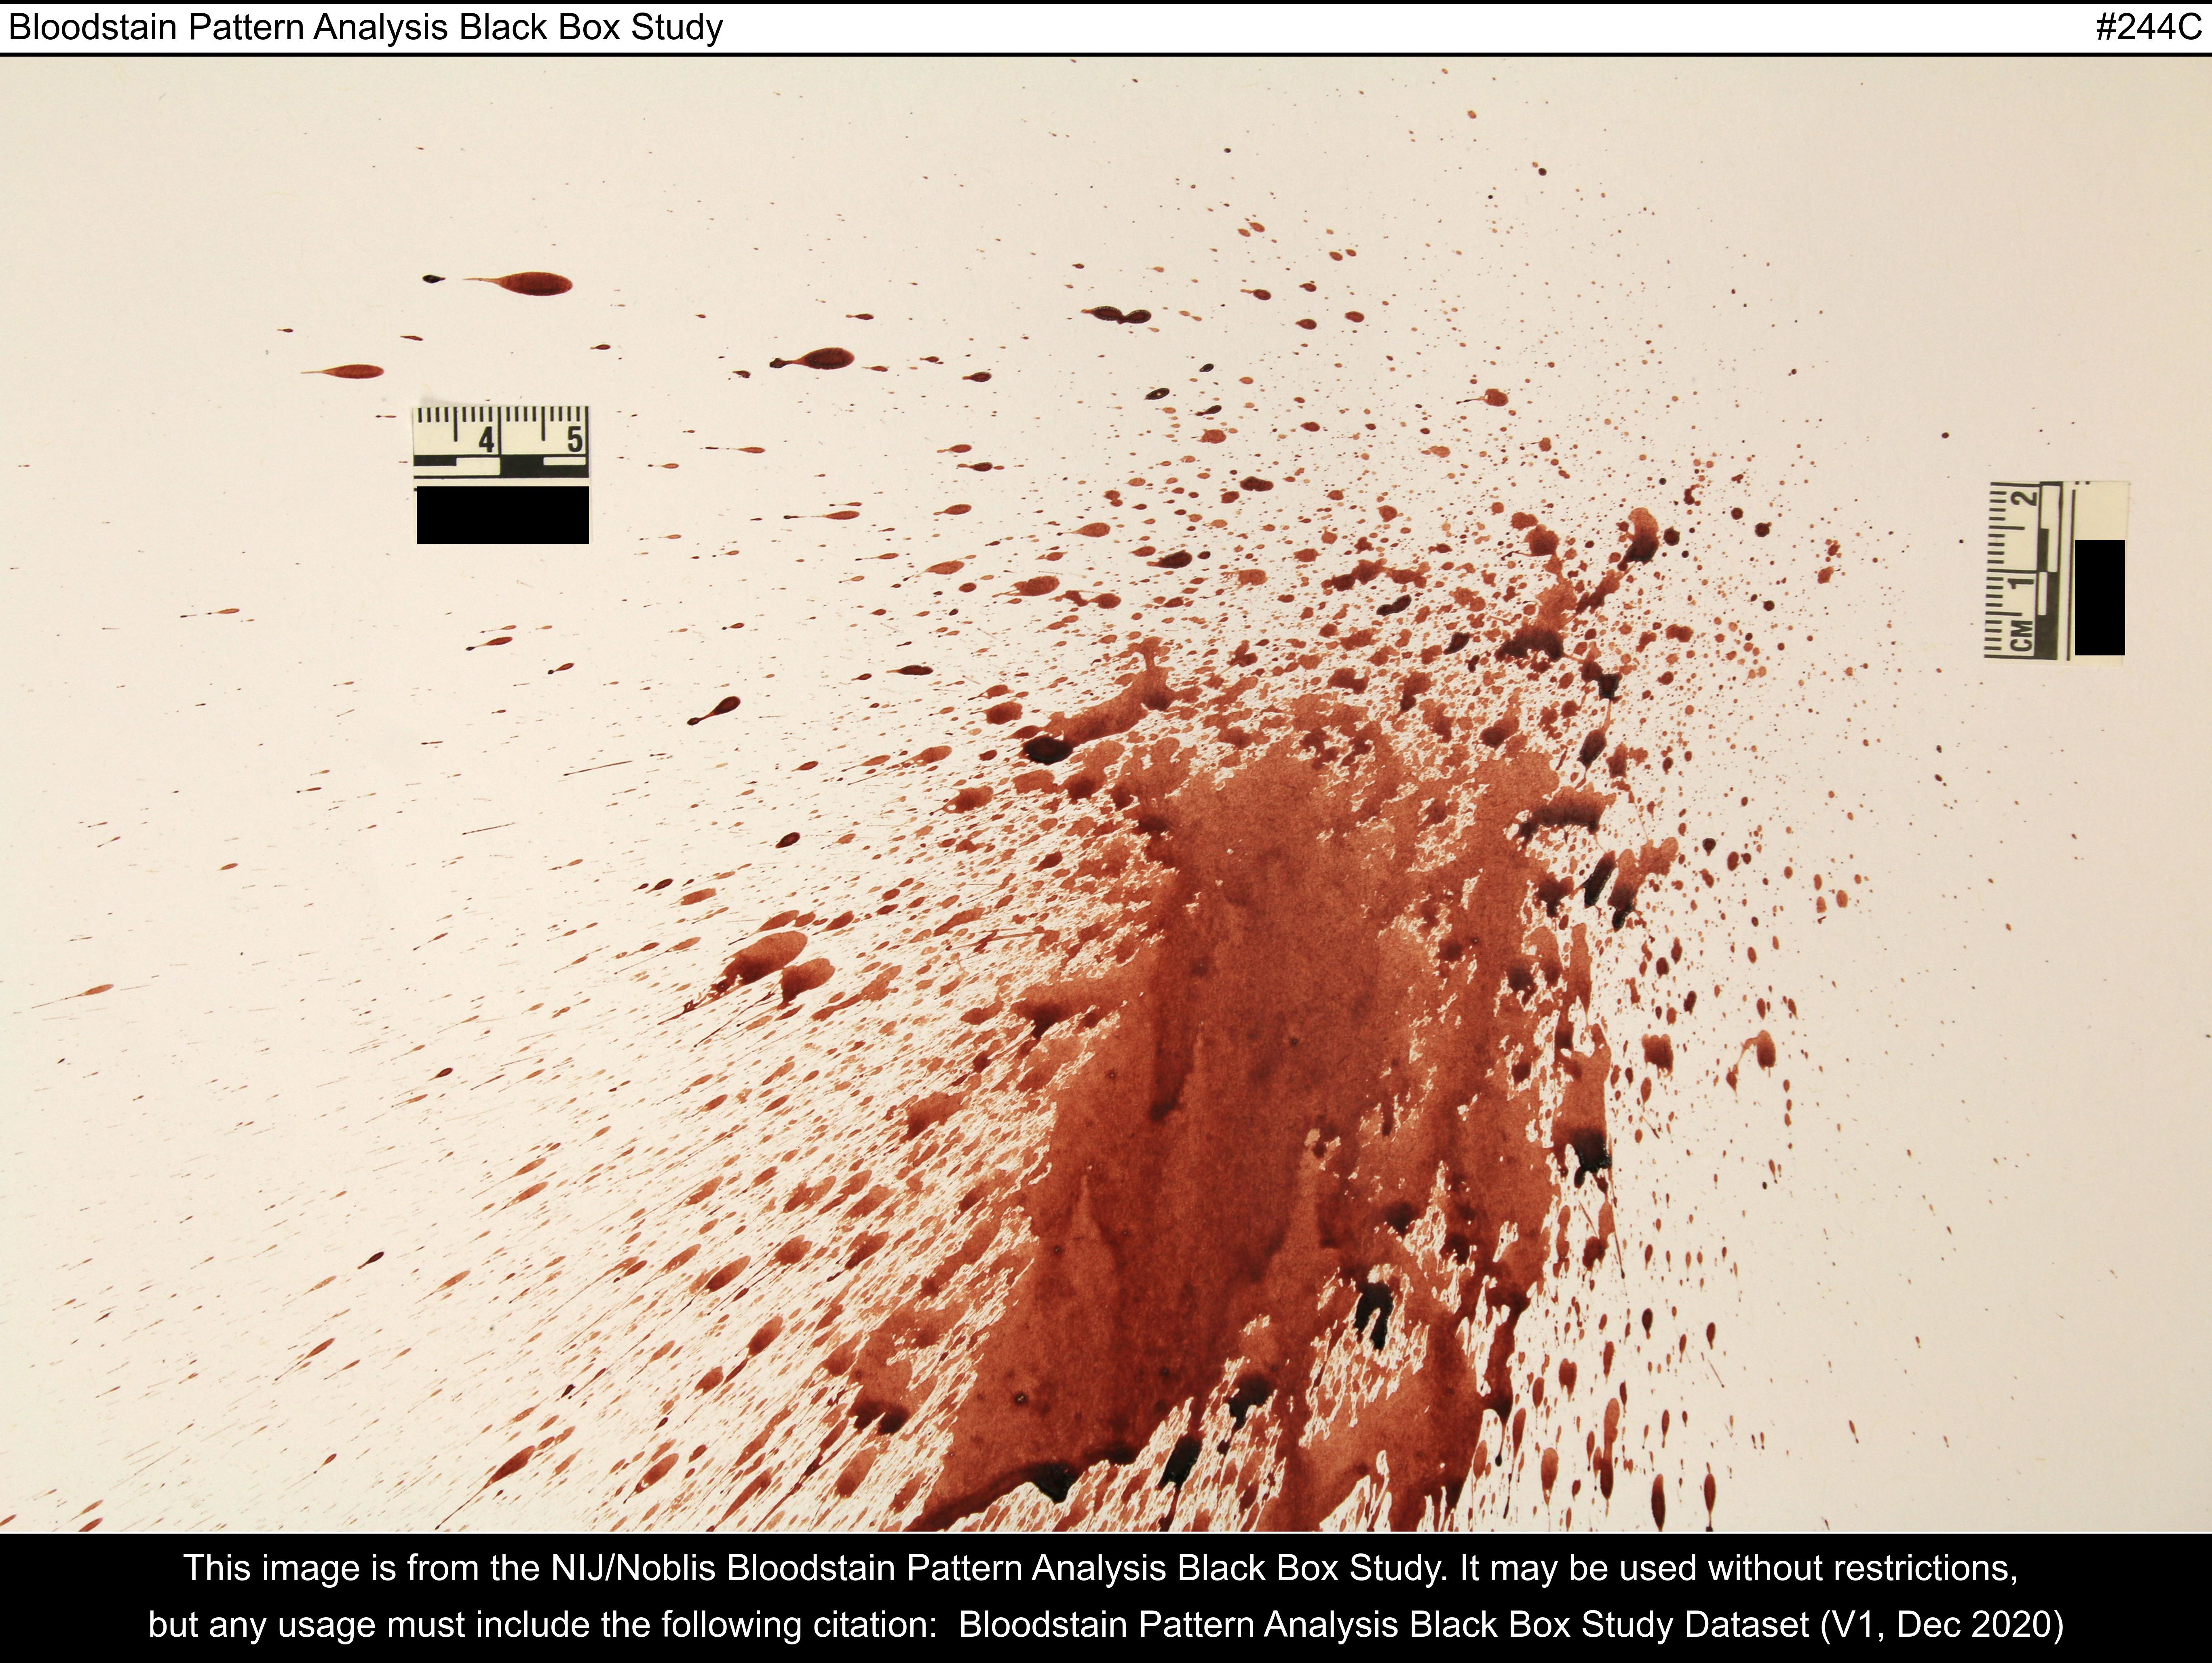 Bloodstain Pattern Analysis Black Box Study #244C
4 5
2
1
CM
This image is from the NIJ/Noblis Bloodstain Pattern Analysis Black Box Study. It may be used without restrictions,
but any usage must include the following citation:  Bloodstain Pattern Analysis Black Box Study Dataset (V1, Dec 2020)